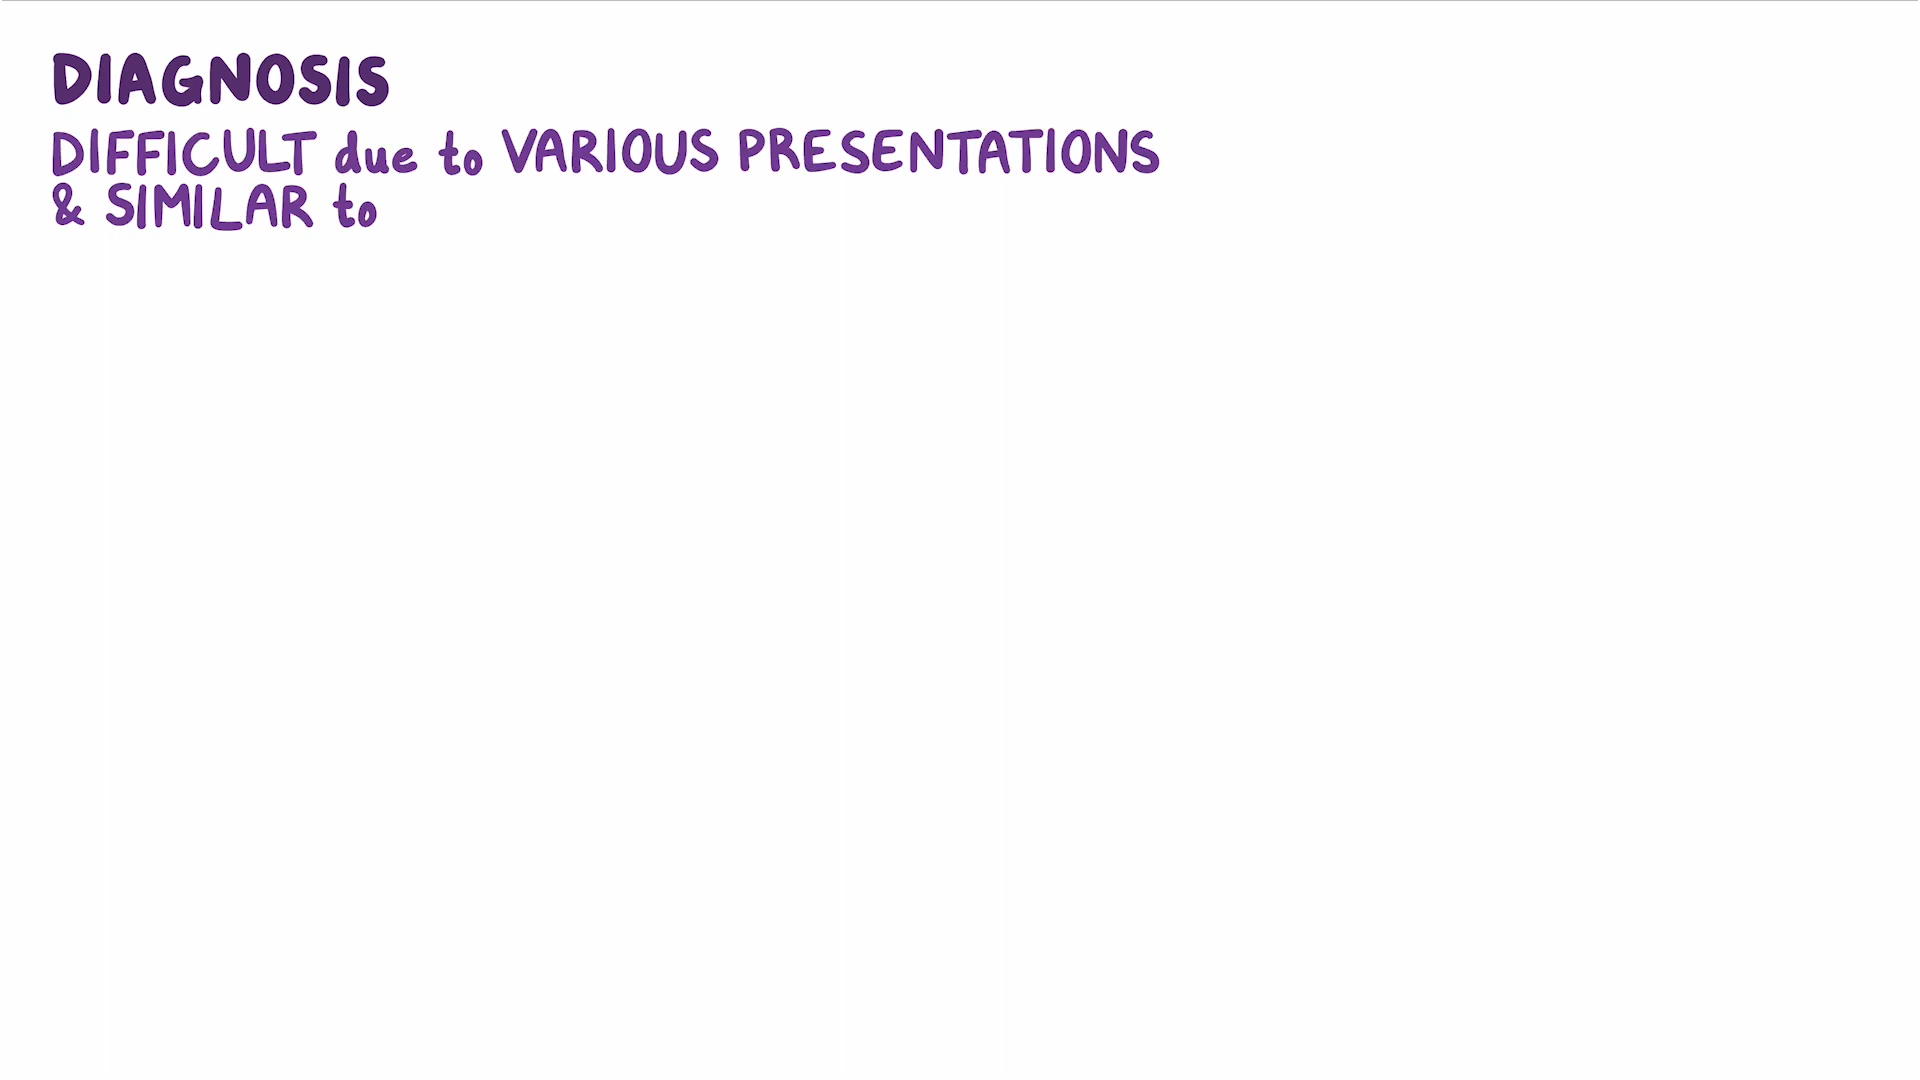 DIAGNOSIS
DIFFICULT due to VARIOUS PRESENTATIONS
& SIMILAR to